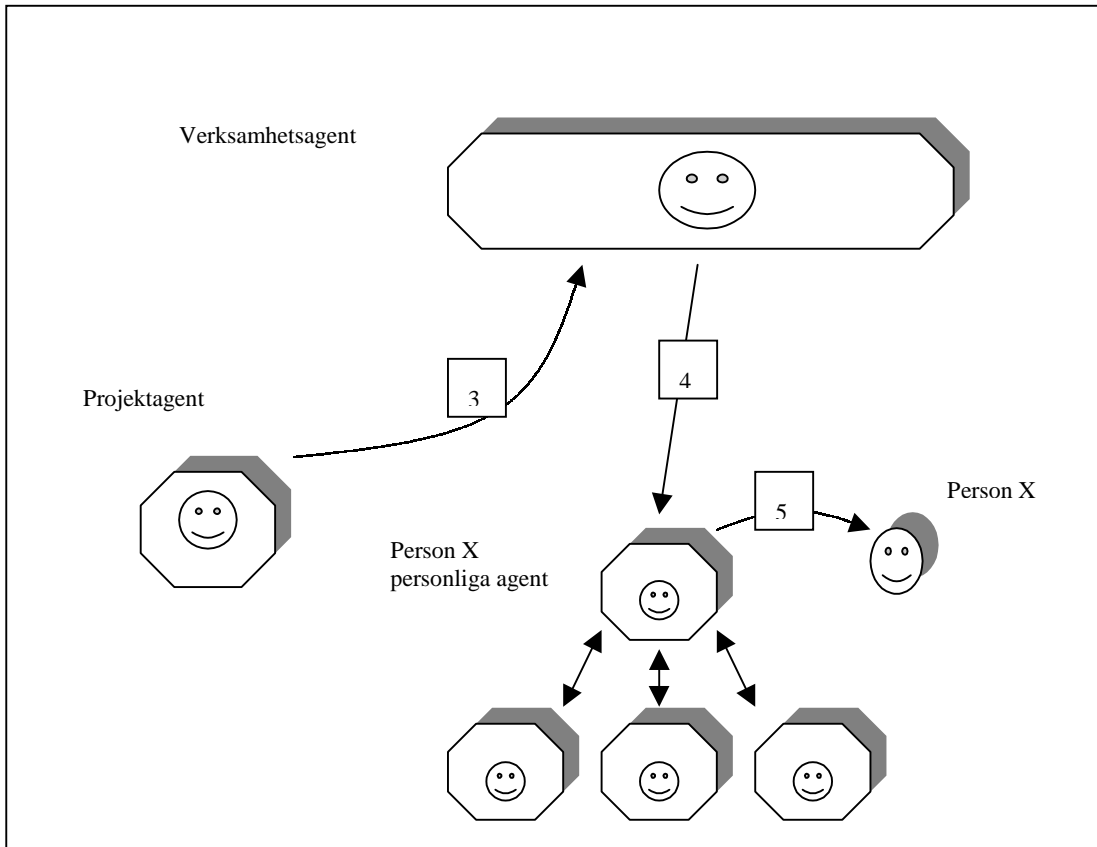 Verksamhetsagent
3
4
Projektagent
5
Person X
Person X
personliga agent